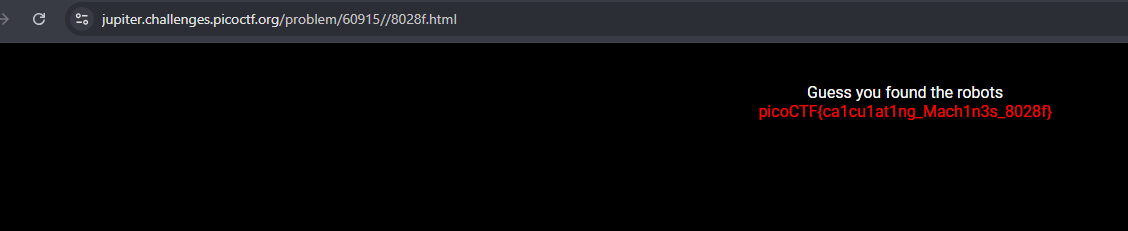 jupiter.challenges.picoctf.org/problem/60915//8028f.html
Guess you found the robots
picoCTF{ca1cu1at1ng_Mach1n3s_8028f}